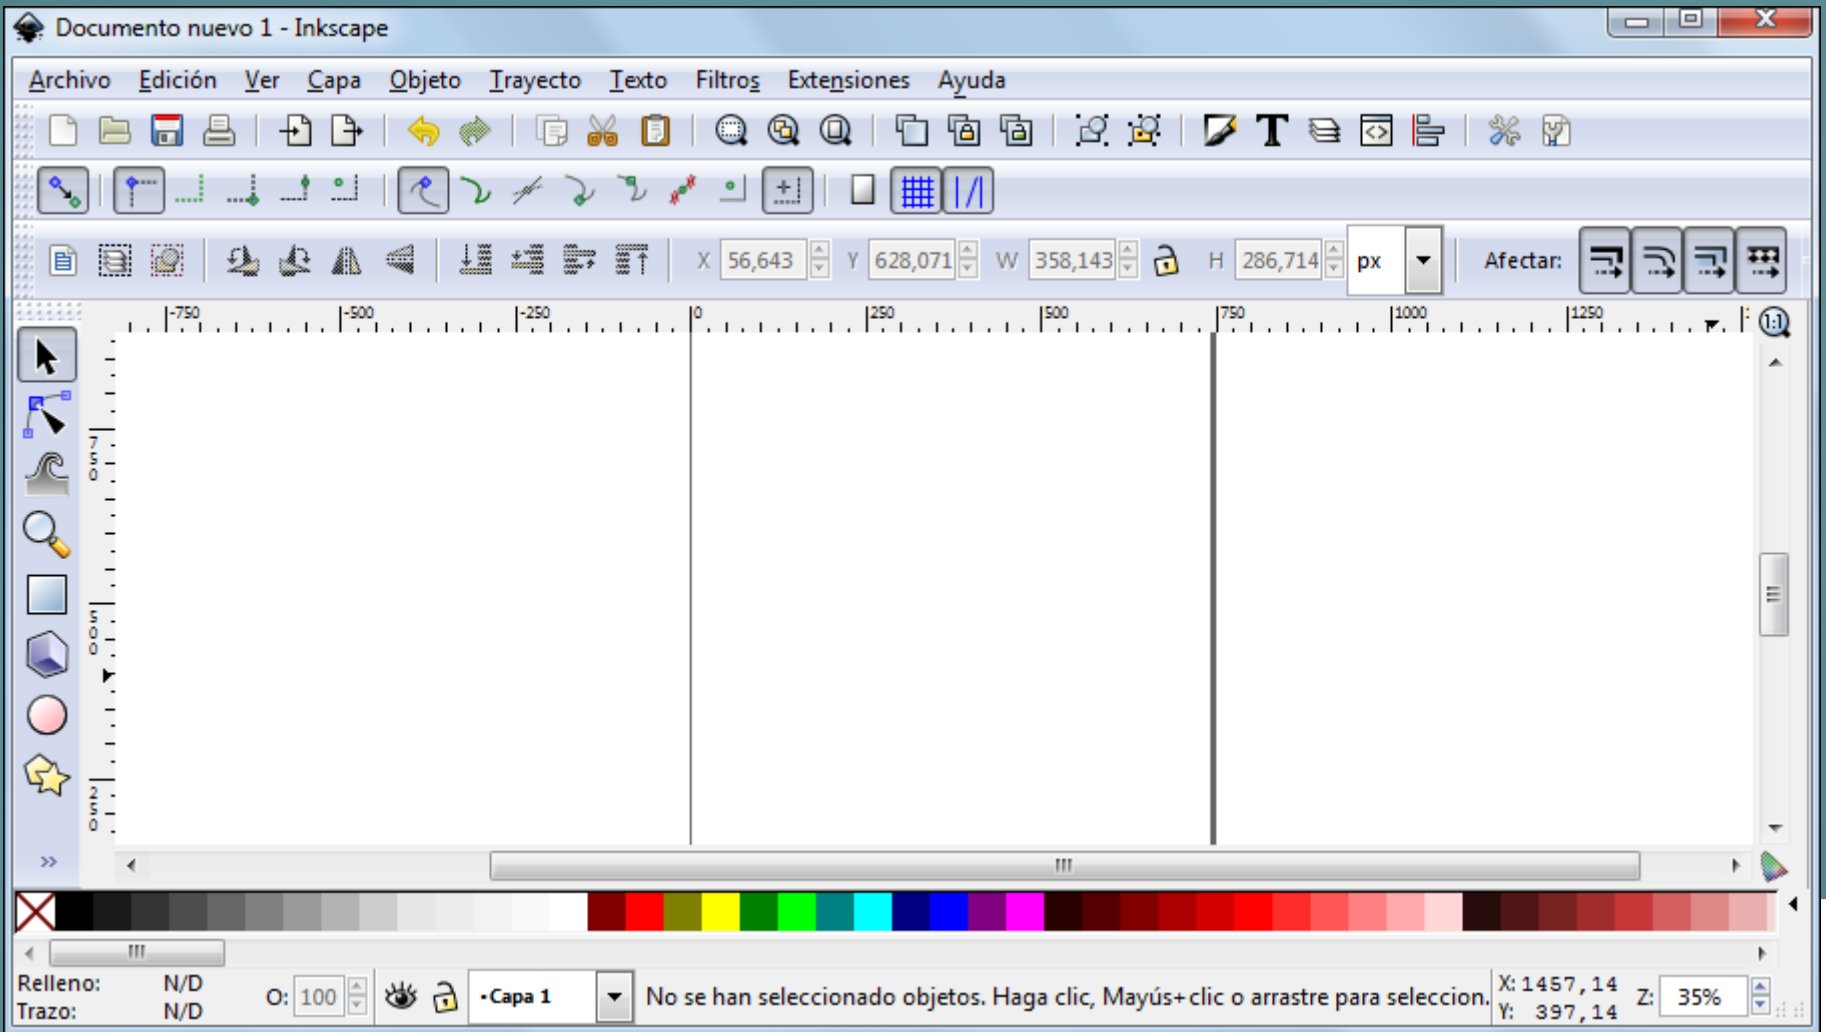 Documento nuevo 1 - Inkscape
Archivo Edición Ver Capa Objeto Trayecto Texto Filtros Extensiones Ayuda
X 56,643 Y 628,071 W 358,143 H 286,714 px Afectar:
-750 -500 -250 0 250 500 750 1000 1250
1:1
750
500
250
Relleno: N/D
Trazo: N/D
O: 100
•Capa 1
No se han seleccionado objetos. Haga clic, Mayús+clic o arrastre para seleccion.
X: 1457,14
Y: 397,14
Z: 35%